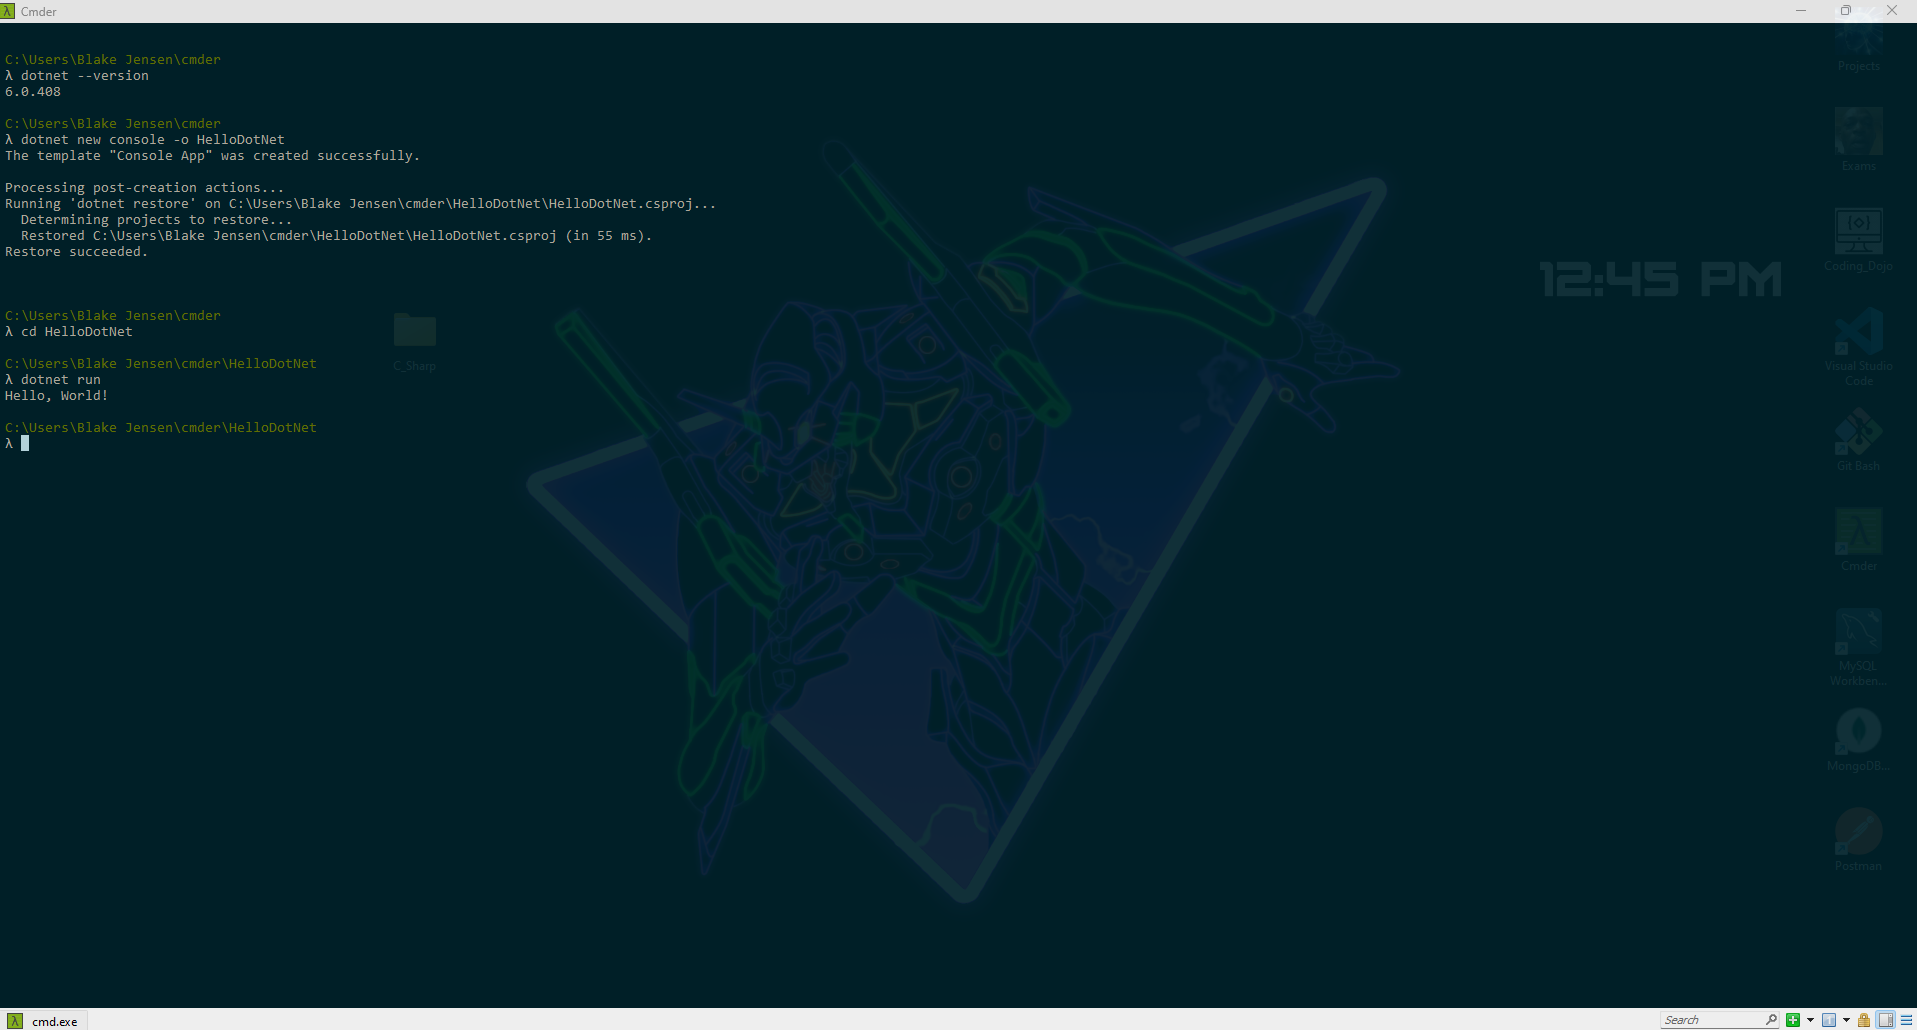 Cmder
C:\Users\Blake Jensen\cmder
λ dotnet --version
6.0.408
C:\Users\Blake Jensen\cmder
λ dotnet new console -o HelloDotNet
The template "Console App" was created successfully.
Processing post-creation actions...
Running 'dotnet restore' on C:\Users\Blake Jensen\cmder\HelloDotNet\HelloDotNet.csproj...
Determining projects to restore...
Restored C:\Users\Blake Jensen\cmder\HelloDotNet\HelloDotNet.csproj (in 55 ms).
Restore succeeded.
C:\Users\Blake Jensen\cmder
λ cd HelloDotNet
C:\Users\Blake Jensen\cmder\HelloDotNet
λ dotnet run
Hello, World!
C:\Users\Blake Jensen\cmder\HelloDotNet
λ
C_Sharp
12:45 PM
Projects
Exams
Coding_Dojo
Visual Studio
Code
Git Bash
Cmder
MySQL
Workben...
MongoDB...
Postman
cmd.exe
Search